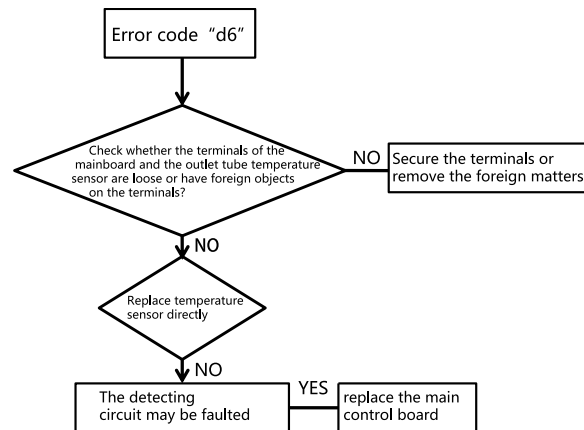 Error code “d6”
Check whether the terminals of the
mainboard and the outlet tube temperature
sensor are loose or have foreign objects
on the terminals?
NO
Secure the terminals or
remove the foreign matters
NO
Replace temperature
sensor directly
NO
The detecting
circuit may be faulted
YES
replace the main
control board